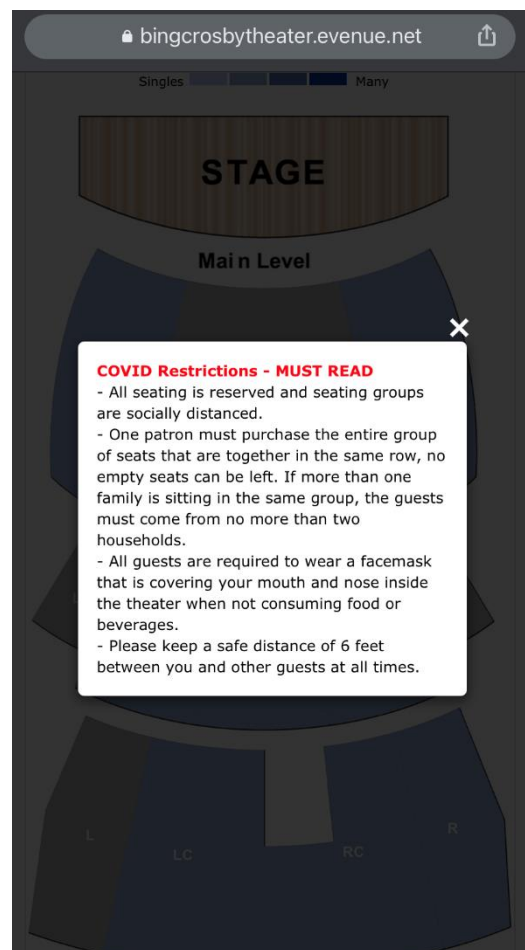 bingcrosbytheater.evenue.net
Singles Many
STAGE
Main Level
COVID Restrictions - MUST READ
- All seating is reserved and seating groups
are socially distanced.
- One patron must purchase the entire group
of seats that are together in the same row, no
empty seats can be left. If more than one
family is sitting in the same group, the guests
must come from no more than two
households.
- All guests are required to wear a facemask
that is covering your mouth and nose inside
the theater when not consuming food or
beverages.
- Please keep a safe distance of 6 feet
between you and other guests at all times.
L LC RC R